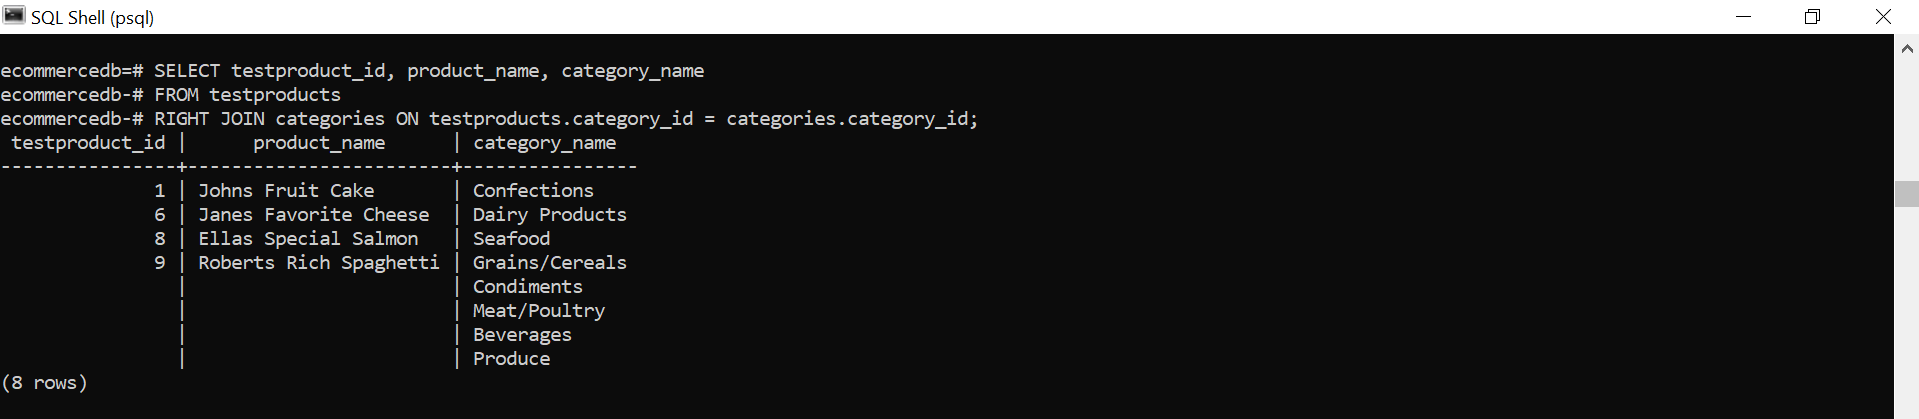 SQL Shell (psql)
ecommercedb=# SELECT testproduct_id, product_name, category_name
ecommercedb-# FROM testproducts
ecommercedb-# RIGHT JOIN categories ON testproducts.category_id = categories.category_id;
 testproduct_id |      product_name      | category_name
----------------+------------------------+----------------
              1 | Johns Fruit Cake       | Confections
              6 | Janes Favorite Cheese  | Dairy Products
              8 | Ellas Special Salmon   | Seafood
              9 | Roberts Rich Spaghetti | Grains/Cereals
                |                        | Condiments
                |                        | Meat/Poultry
                |                        | Beverages
                |                        | Produce
(8 rows)